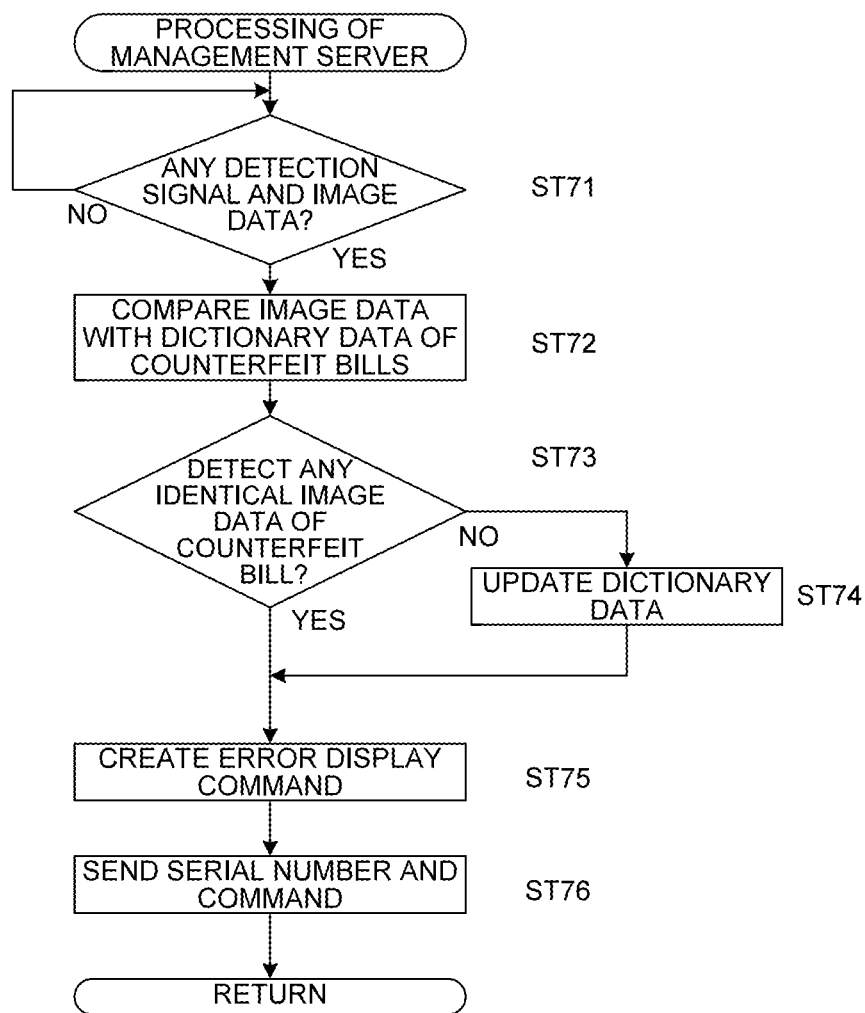 PROCESSING OF
MANAGEMENT SERVER
ANY DETECTION
SIGNAL AND IMAGE
DATA?
ST71
NO
YES
COMPARE IMAGE DATA
WITH DICTIONARY DATA OF
COUNTERFEIT BILLS
ST72
DETECT ANY
IDENTICAL IMAGE
DATA OF
COUNTERFEIT
BILL?
ST73
NO
YES
UPDATE DICTIONARY
DATA
ST74
CREATE ERROR DISPLAY
COMMAND
ST75
SEND SERIAL NUMBER AND
COMMAND
ST76
RETURN